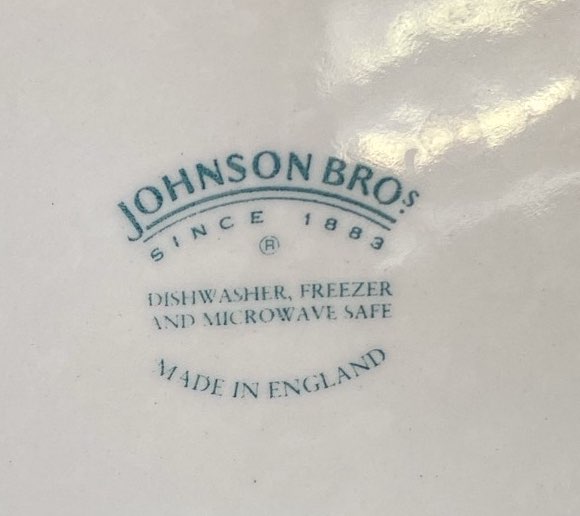 JOHNSON BROS.
SINCE 1883
®
DISHWASHER, FREEZER
AND MICROWAVE SAFE
MADE IN ENGLAND